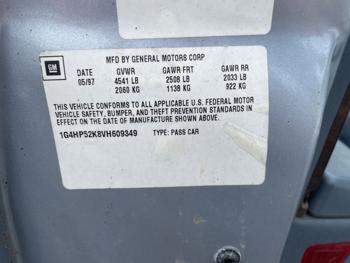 MFD BY GENERAL MOTORS CORP
GM
DATE GVWR GAWR FRT GAWR RR
05/97 4541 LB 2508 LB 2033 LB
2060 KG 1138 KG 922 KG
THIS VEHICLE CONFORMS TO ALL APPLICABLE U.S. FEDERAL MOTOR
VEHICLE SAFETY, BUMPER, AND THEFT PREVENTION STANDARDS IN
EFFECT ON THE DATE OF MANUFACTURE SHOWN ABOVE.
1G4HP52K8VH609349 TYPE: PASS CAR